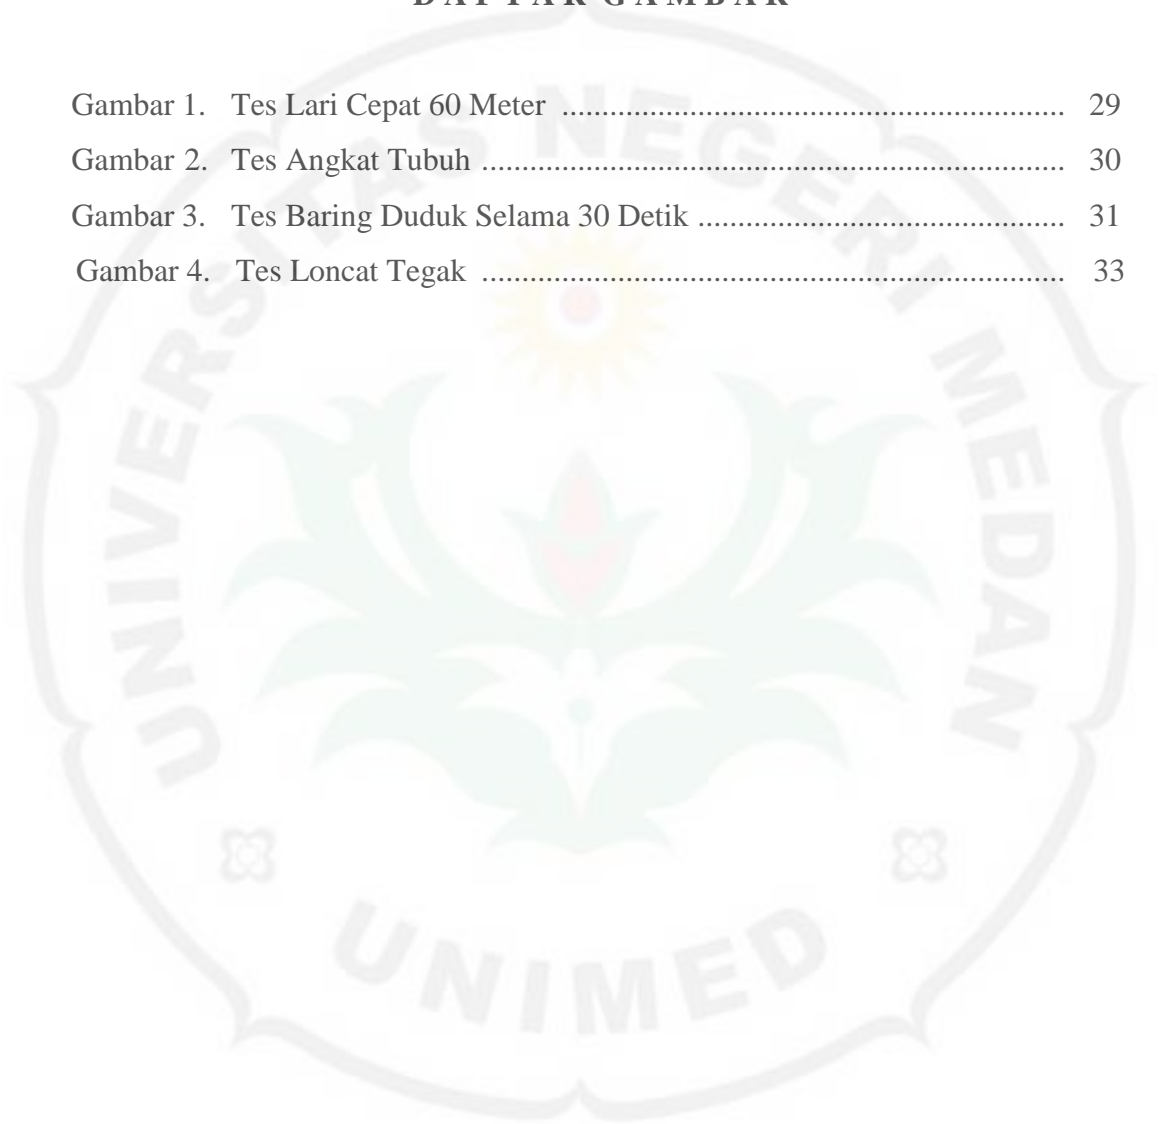 DAFTAR GAMBAR
Gambar 1. Tes Lari Cepat 60 Meter ............................................................... 29
Gambar 2. Tes Angkat Tubuh ......................................................................... 30
Gambar 3. Tes Baring Duduk Selama 30 Detik .............................................. 31
Gambar 4. Tes Loncat Tegak ......................................................................... 33
UNIVERSITAS NEGERI MEDAN
UNIMED